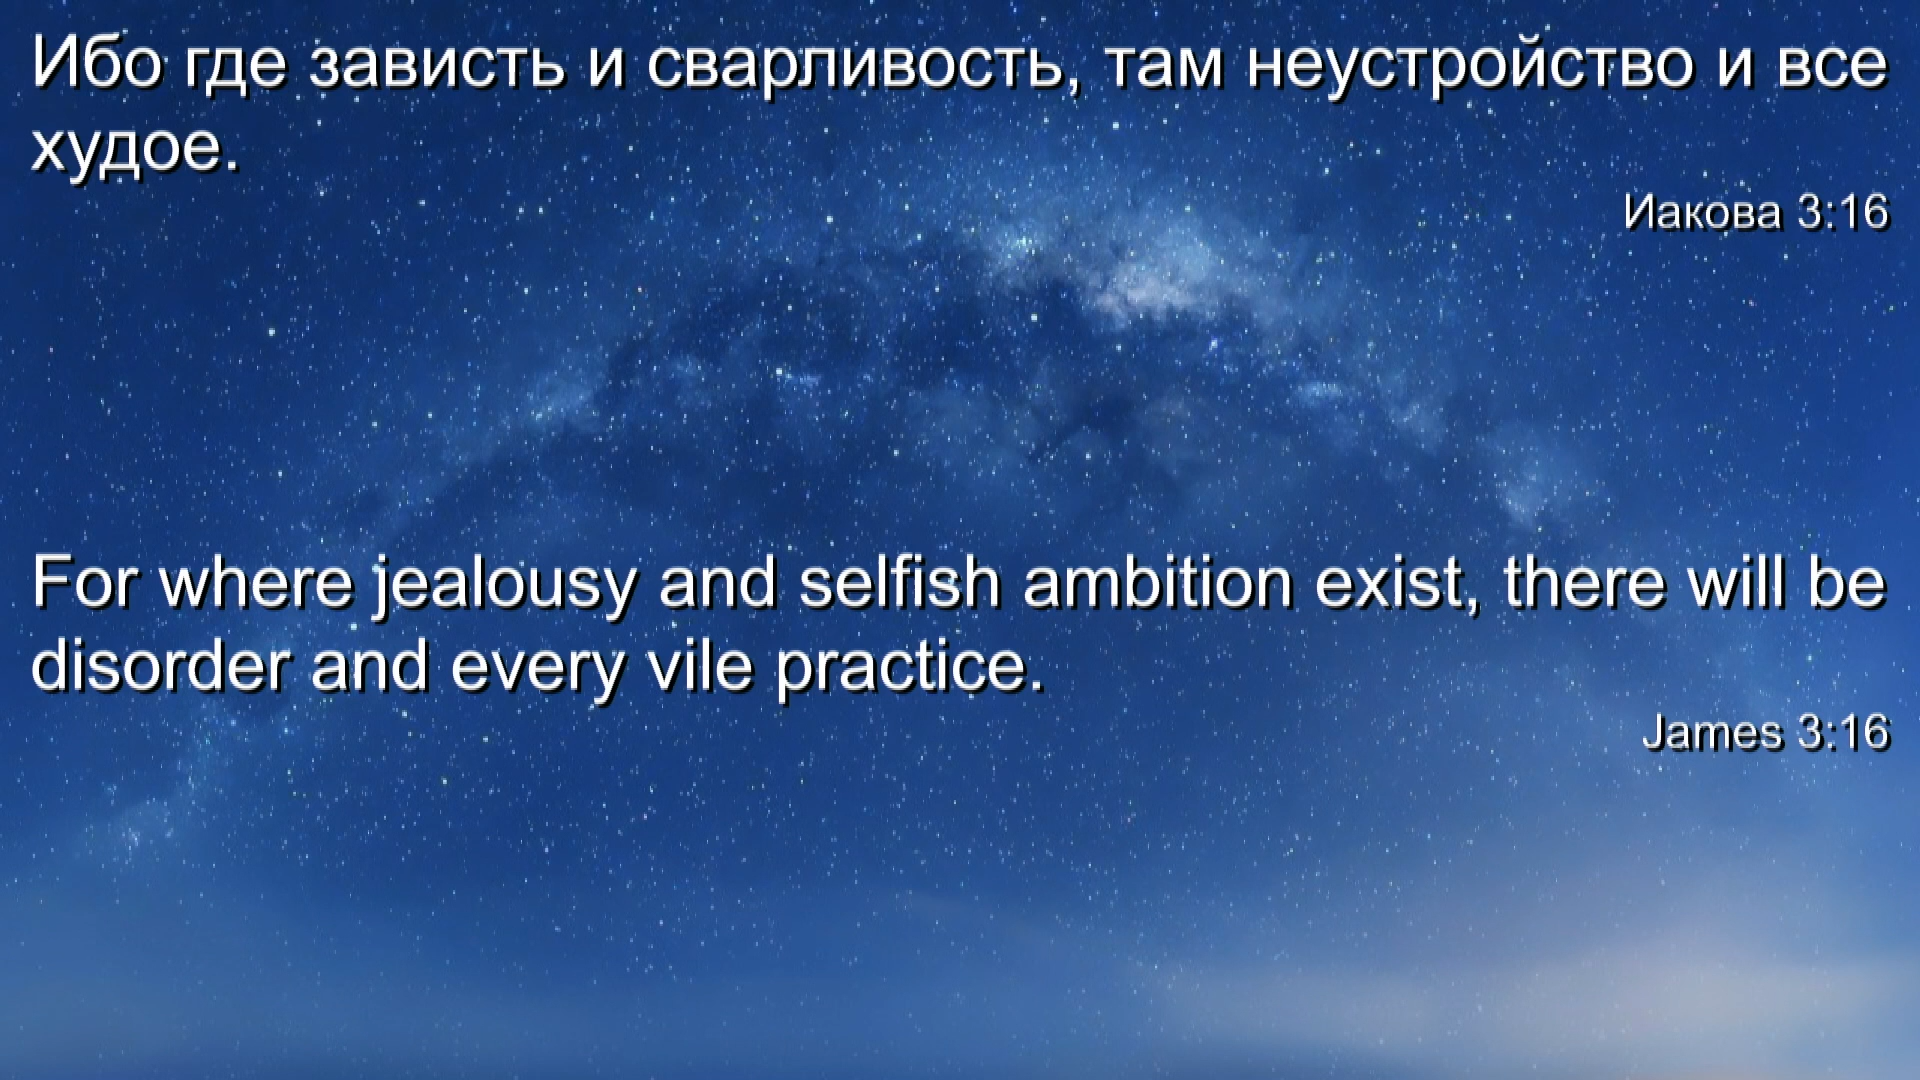 Ибо где зависть и сварливость, там неустройство и все
худое.
Иакова 3:16
For where jealousy and selfish ambition exist, there will be
disorder and every vile practice.
James 3:16